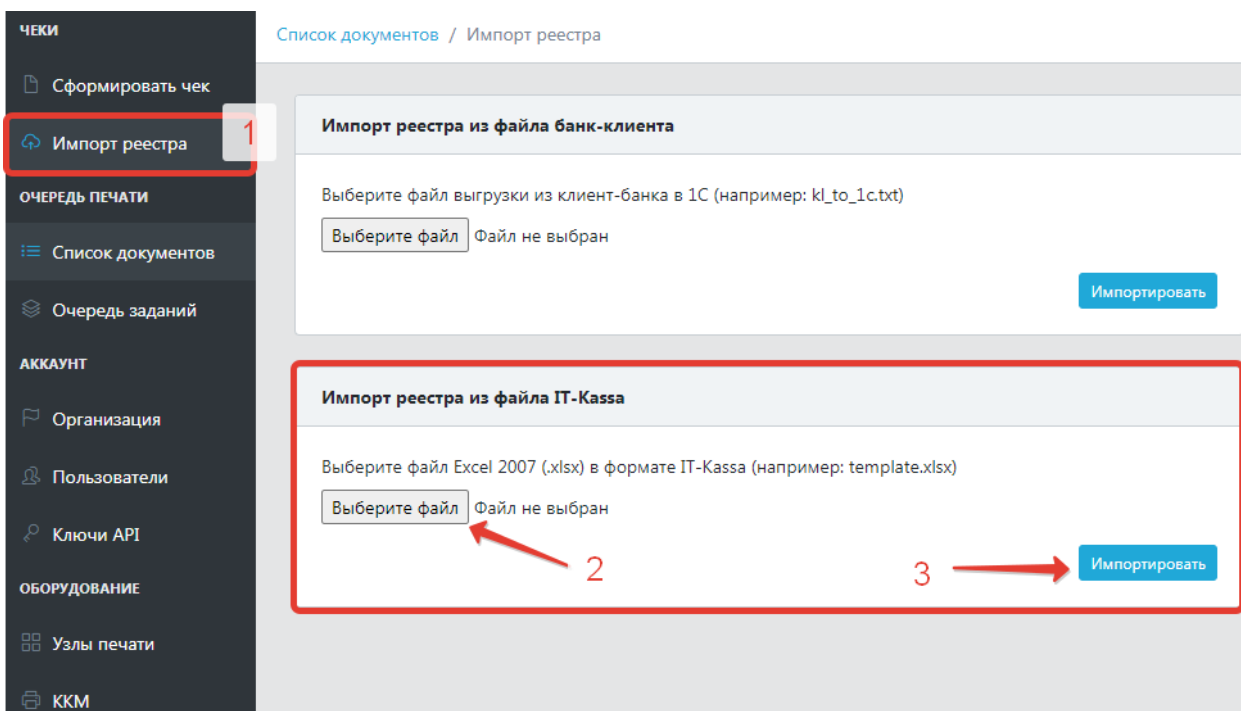 ЧЕКИ
Сформировать чек
Импорт реестра
1
ОЧЕРЕДЬ ПЕЧАТИ
Список документов
Очередь заданий
АККАУНТ
Организация
Пользователи
Ключи API
ОБОРУДОВАНИЕ
Узлы печати
ККМ
Список документов / Импорт реестра
Импорт реестра из файла банк-клиента
Выберите файл выгрузки из клиент-банка в 1С (например: kl_to_1c.txt)
Выберите файл Файл не выбран
Импортировать
Импорт реестра из файла IT-Kassa
Выберите файл Excel 2007 (.xlsx) в формате IT-Kassa (например: template.xlsx)
Выберите файл Файл не выбран
2
3
Импортировать